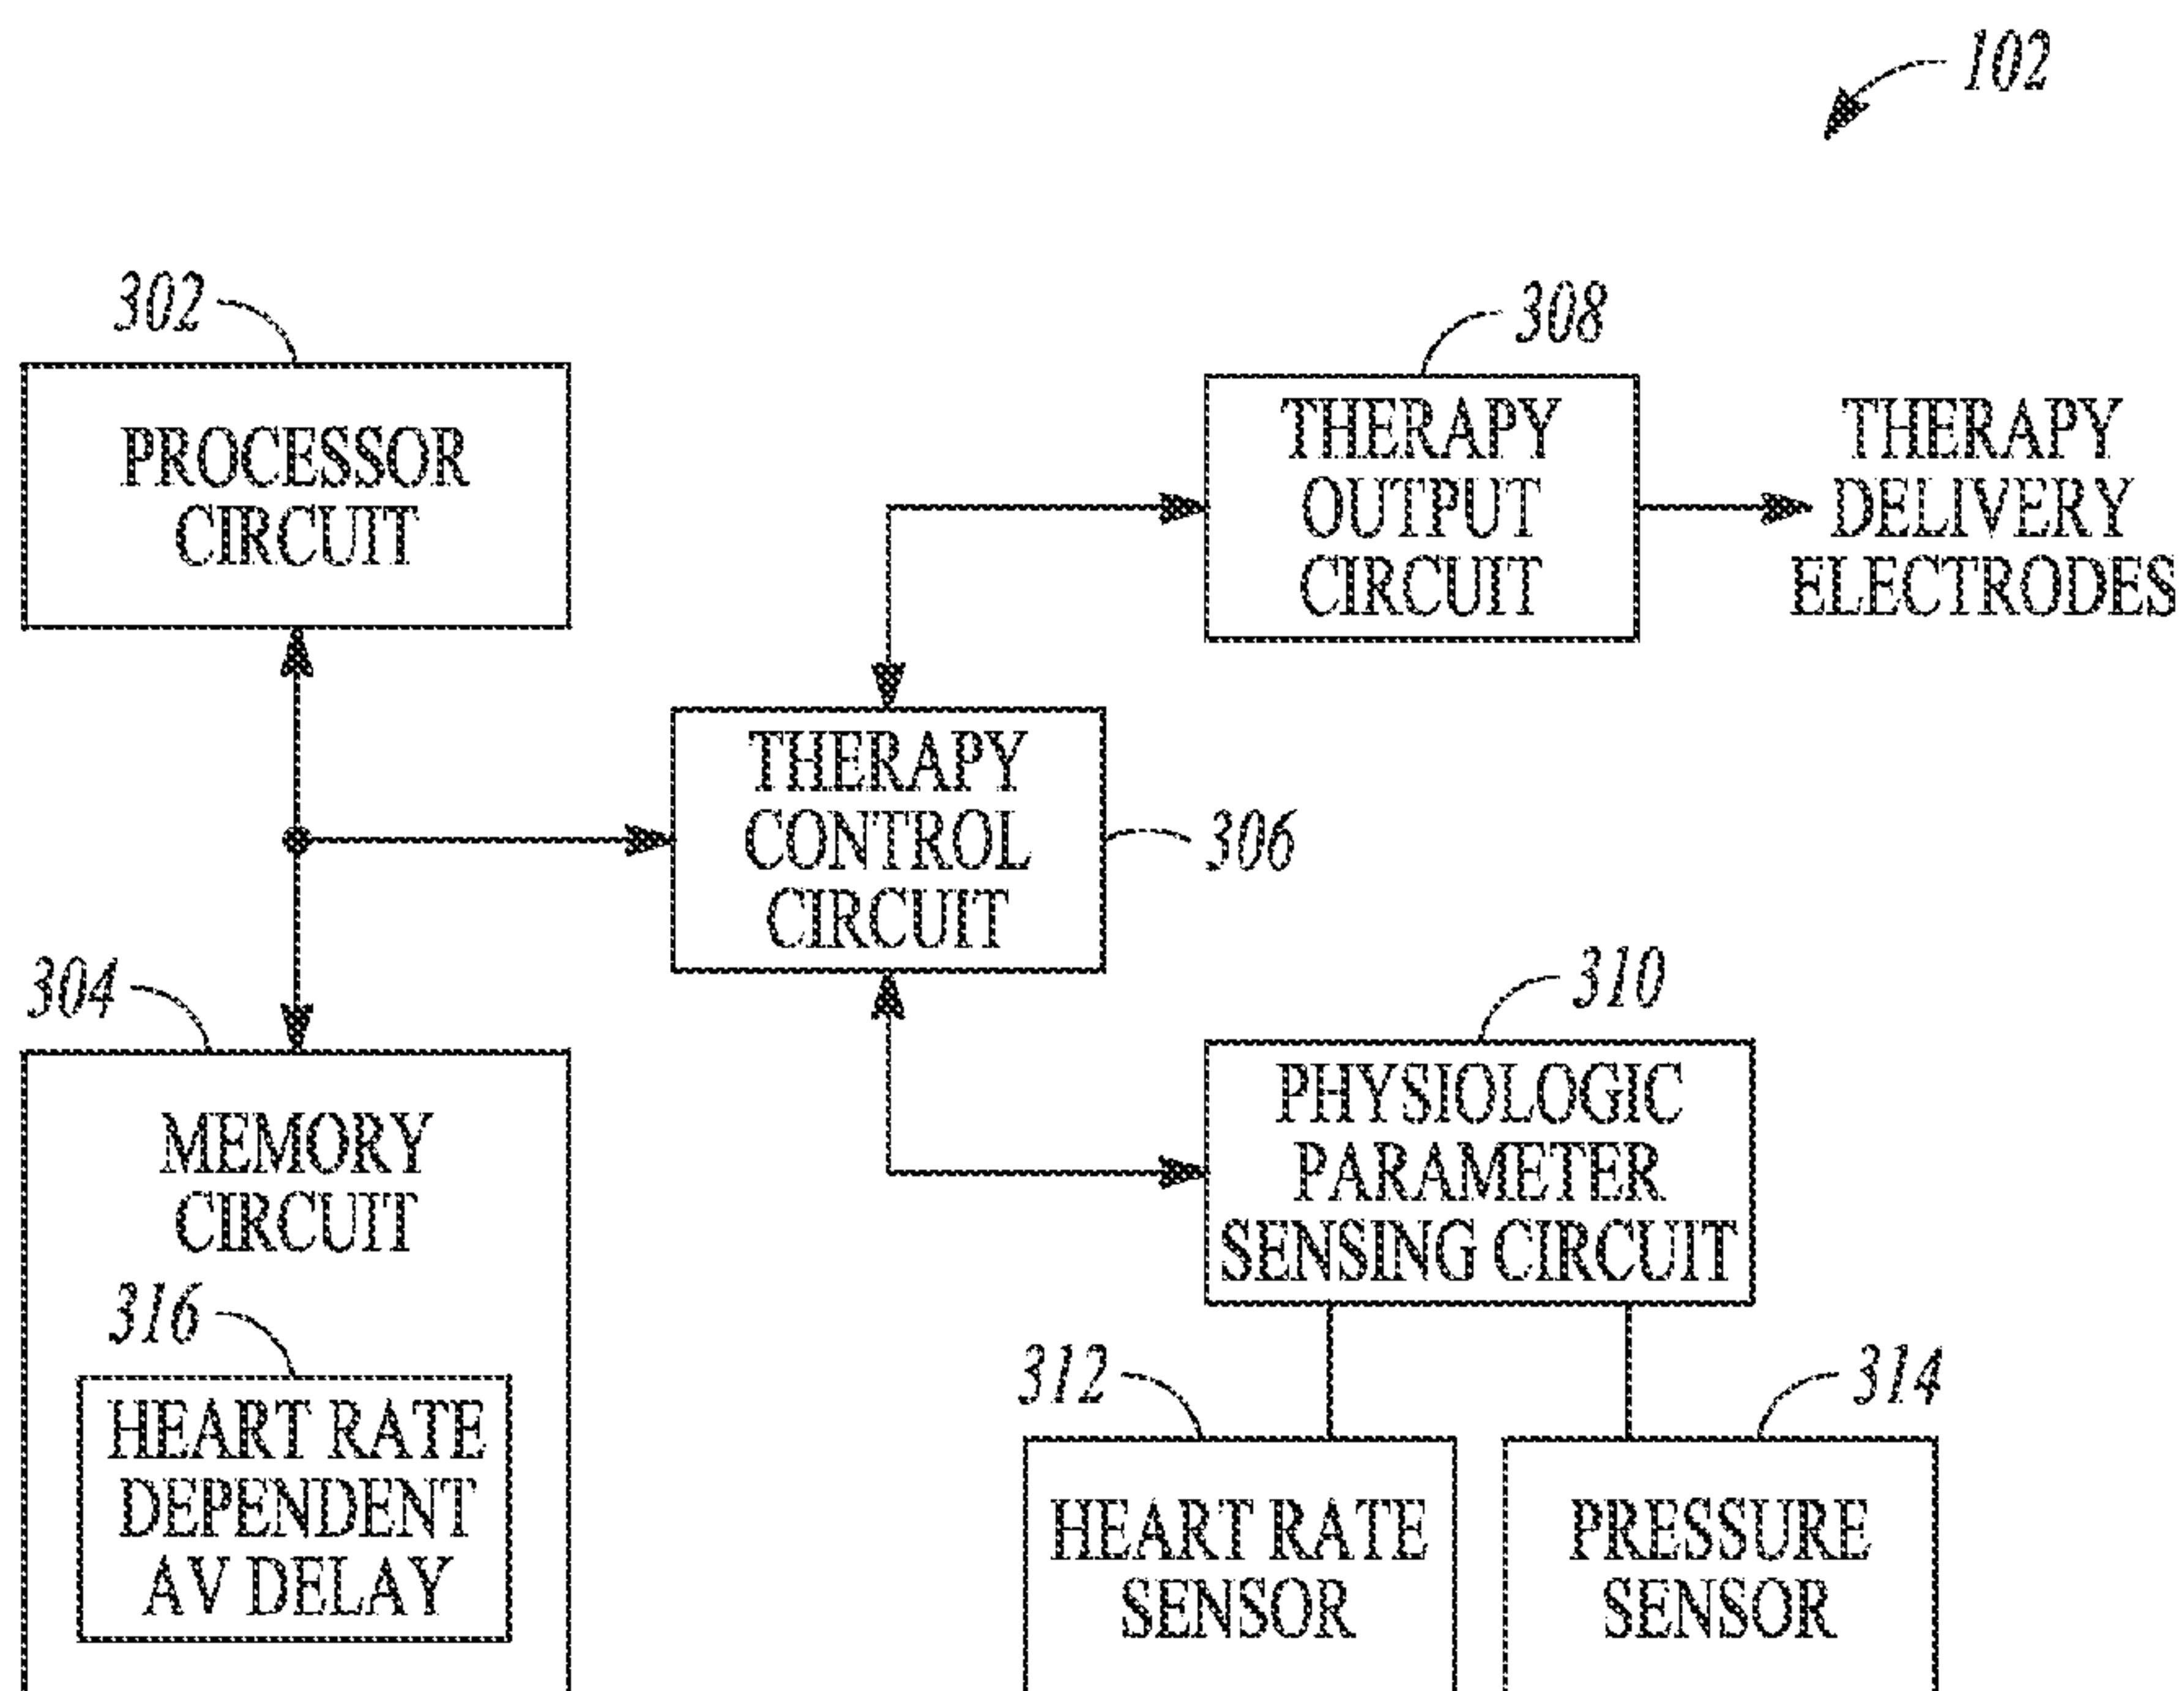 102
302
PROCESSOR
CIRCUIT
308
THERAPY
OUTPUT
CIRCUIT
THERAPY
DELIVERY
ELECTRODES
THERAPY
CONTROL
CIRCUIT
306
304
MEMORY
CIRCUIT
316
HEART RATE
DEPENDENT
AV DELAY
310
PHYSIOLOGIC
PARAMETER
SENSING CIRCUIT
312
HEART RATE
SENSOR
314
PRESSURE
SENSOR